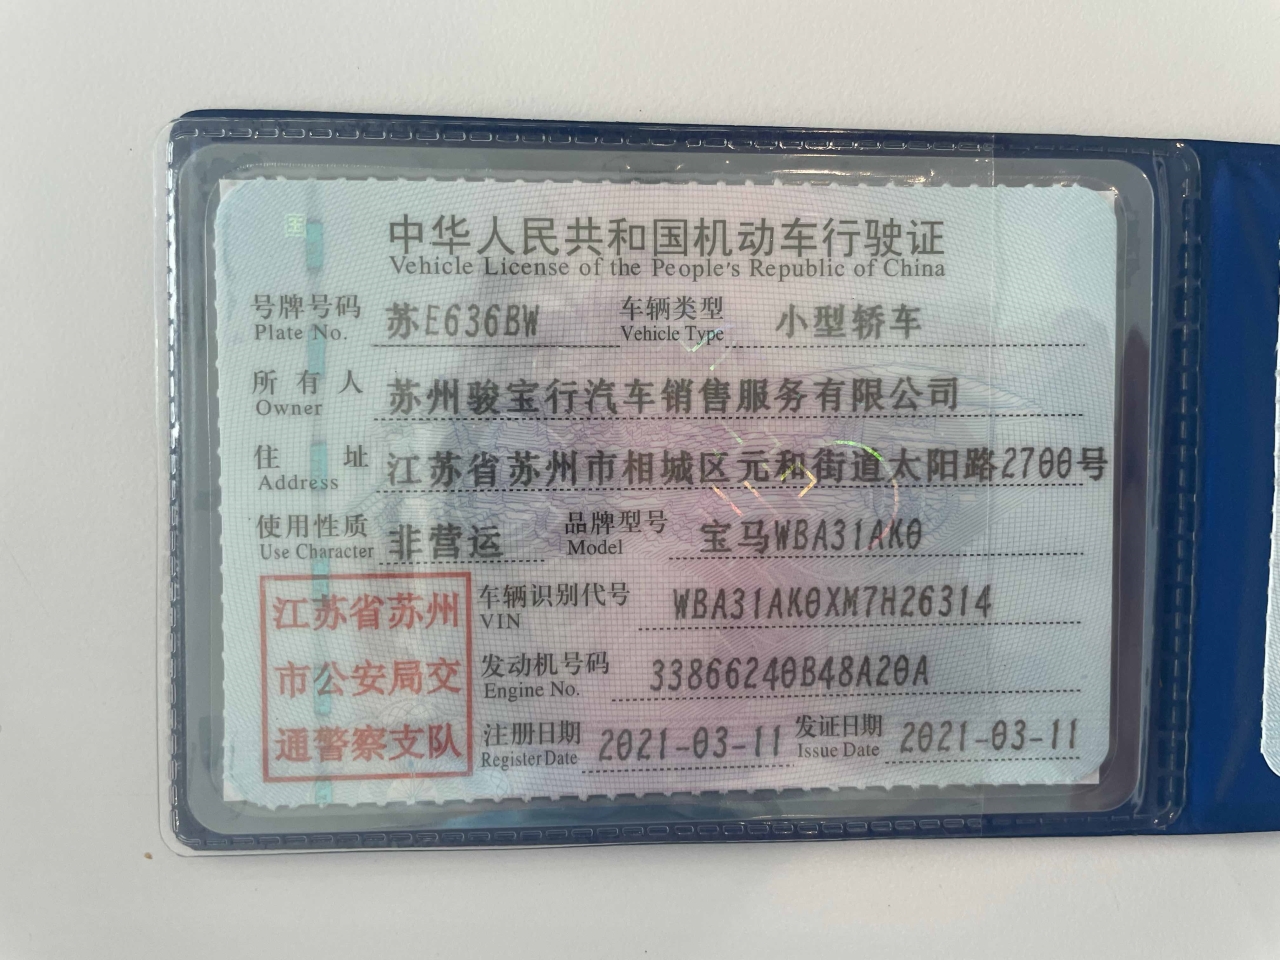 中华人民共和国机动车行驶证
Vehicle License of the People's Republic of China
号牌号码 苏E636BW 车辆类型 小型轿车
Plate No. Vehicle Type
所有人 苏州骏宝行汽车销售服务有限公司
Owner
住址 江苏省苏州市相城区元和街道太阳路2700号
Address
使用性质 非营运 品牌型号 宝马WBA31AK0
Use Character Model
江苏省苏州
市公安局交
通警察支队
车辆识别代号 WBA31AK0XM7H26314
VIN
发动机号码 33866240B48A20A
Engine No.
注册日期 2021-03-11 发证日期 2021-03-11
Register Date Issue Date